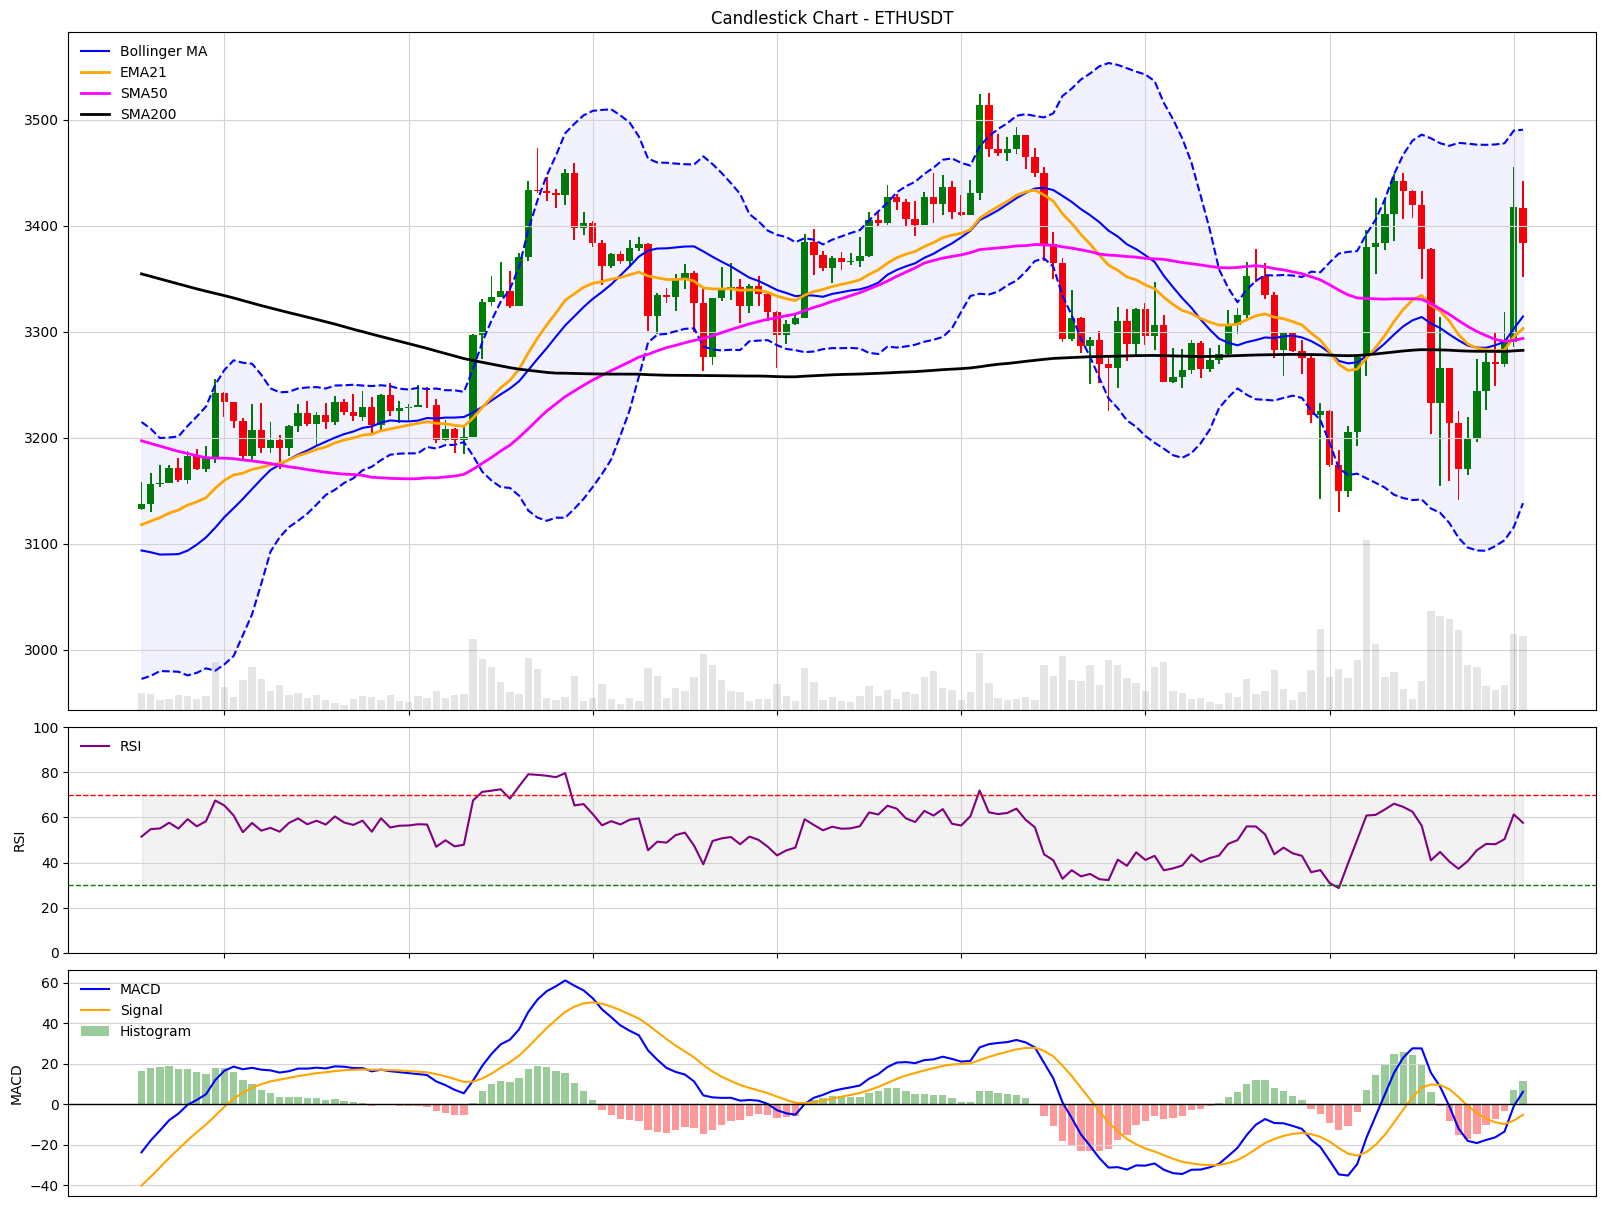 Candlestick Chart - ETHUSDT
Bollinger MA
EMA21
SMA50
SMA200
3500
3400
3300
3200
3100
3000
RSI
100
80
60
40
20
0
RSI
MACD
Signal
Histogram
60
40
20
0
−20
−40
MACD